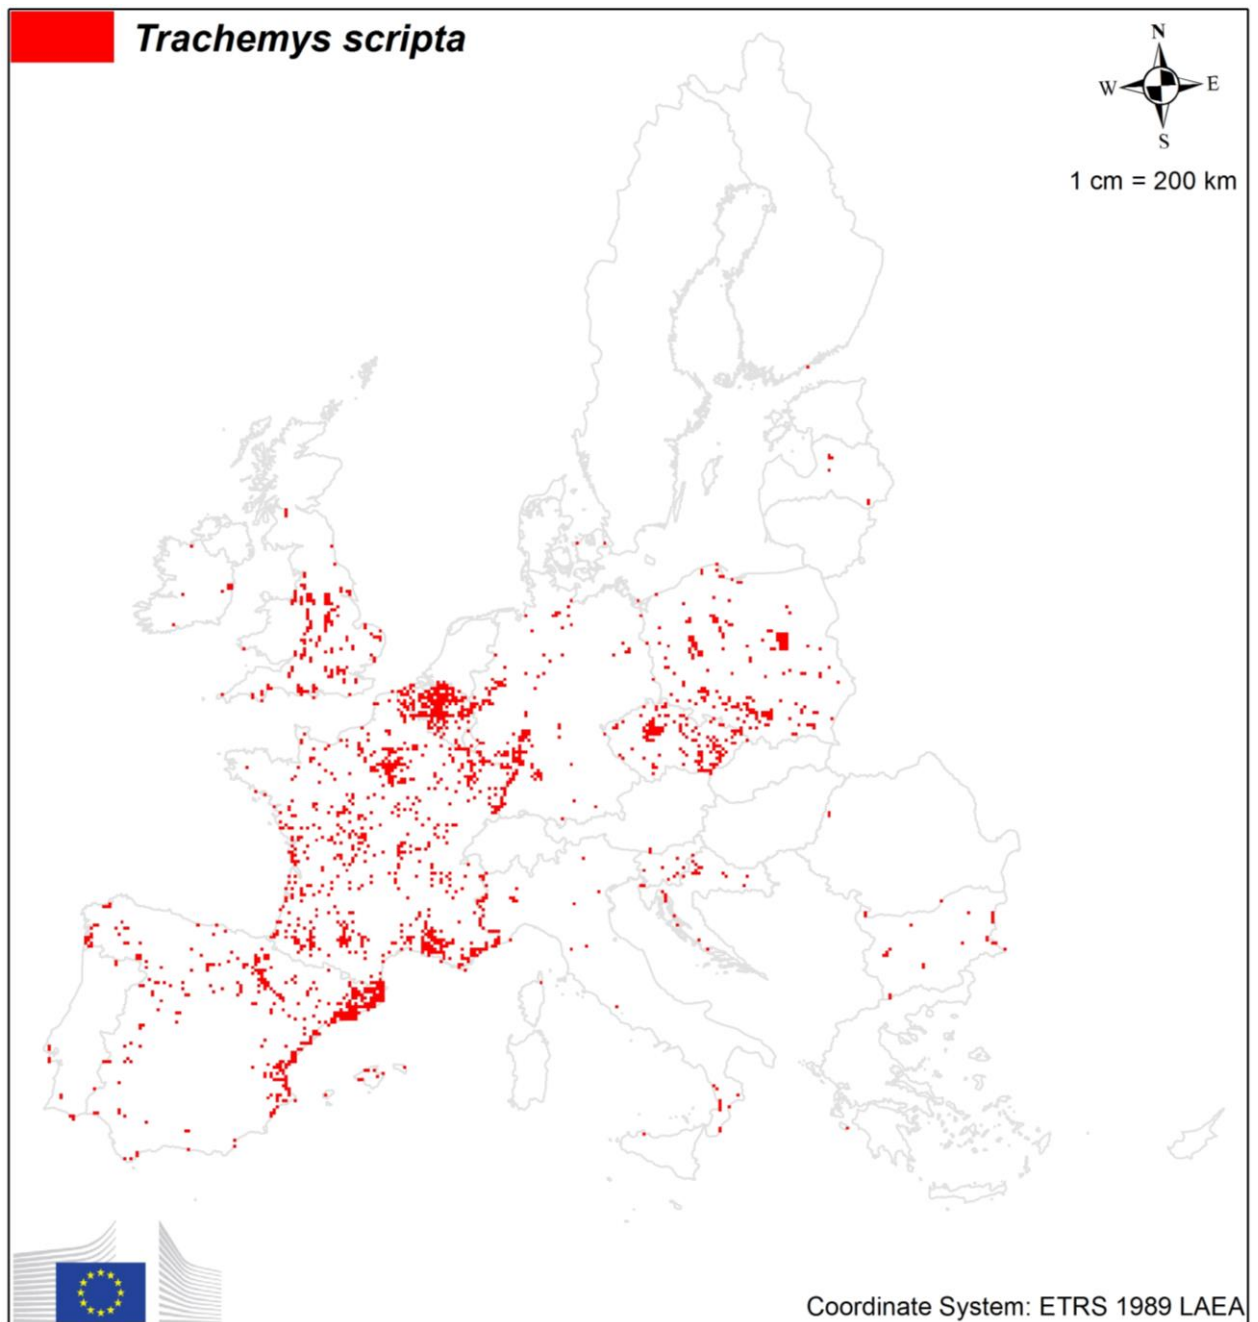 Trachemys scripta
N
W E
S
1 cm = 200 km
Coordinate System: ETRS 1989 LAEA